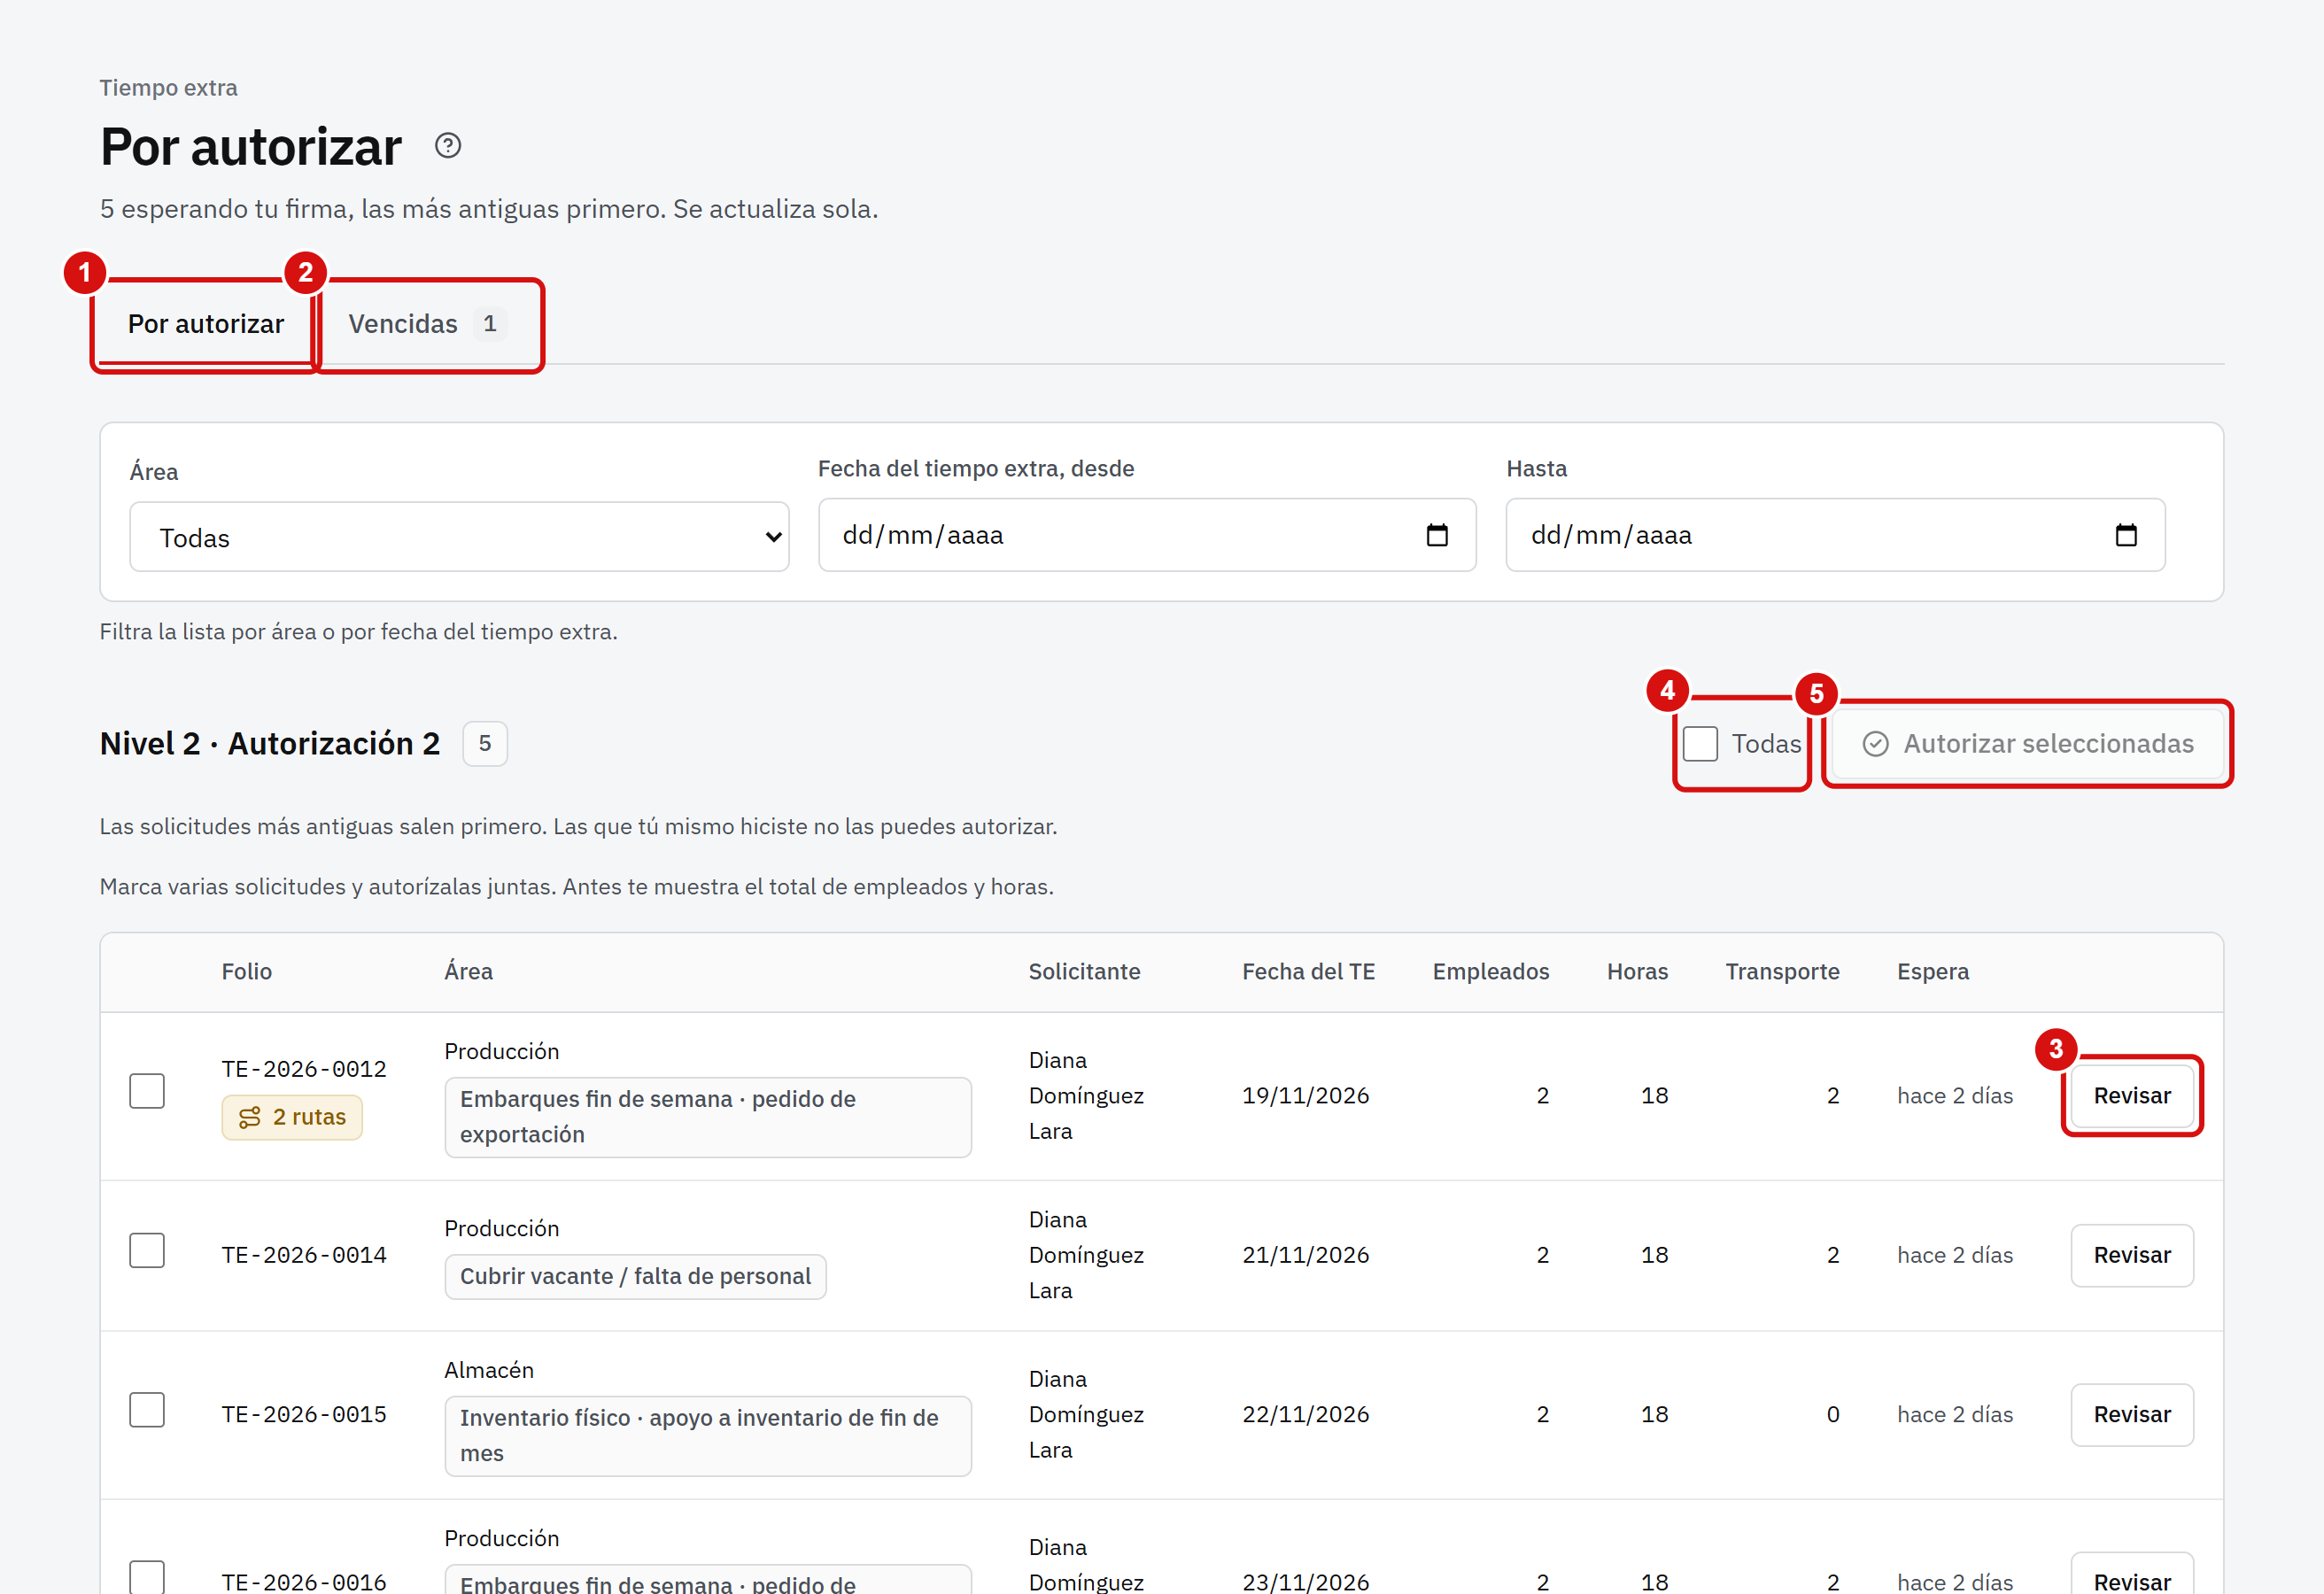 Tiempo extra
Por autorizar
5 esperando tu firma, las más antiguas primero. Se actualiza sola.
1 2
Por autorizar Vencidas 1
Área Fecha del tiempo extra, desde Hasta
Todas dd/mm/aaaa dd/mm/aaaa
Filtra la lista por área o por fecha del tiempo extra.
4 5
Nivel 2 · Autorización 2 5 Todas Autorizar seleccionadas
Las solicitudes más antiguas salen primero. Las que tú mismo hiciste no las puedes autorizar.
Marca varias solicitudes y autorízalas juntas. Antes te muestra el total de empleados y horas.
Folio Área Solicitante Fecha del TE Empleados Horas Transporte Espera
3
TE-2026-0012
2 rutas
Producción
Embarques fin de semana · pedido de
exportación
Diana
Domínguez
Lara
19/11/2026 2 18 2 hace 2 días Revisar
TE-2026-0014
Producción
Cubrir vacante / falta de personal
Diana
Domínguez
Lara
21/11/2026 2 18 2 hace 2 días Revisar
TE-2026-0015
Almacén
Inventario físico · apoyo a inventario de fin de
mes
Diana
Domínguez
Lara
22/11/2026 2 18 0 hace 2 días Revisar
TE-2026-0016
Producción
Embarques fin de semana · pedido de
Diana
Domínguez
23/11/2026 2 18 2 hace 2 días Revisar